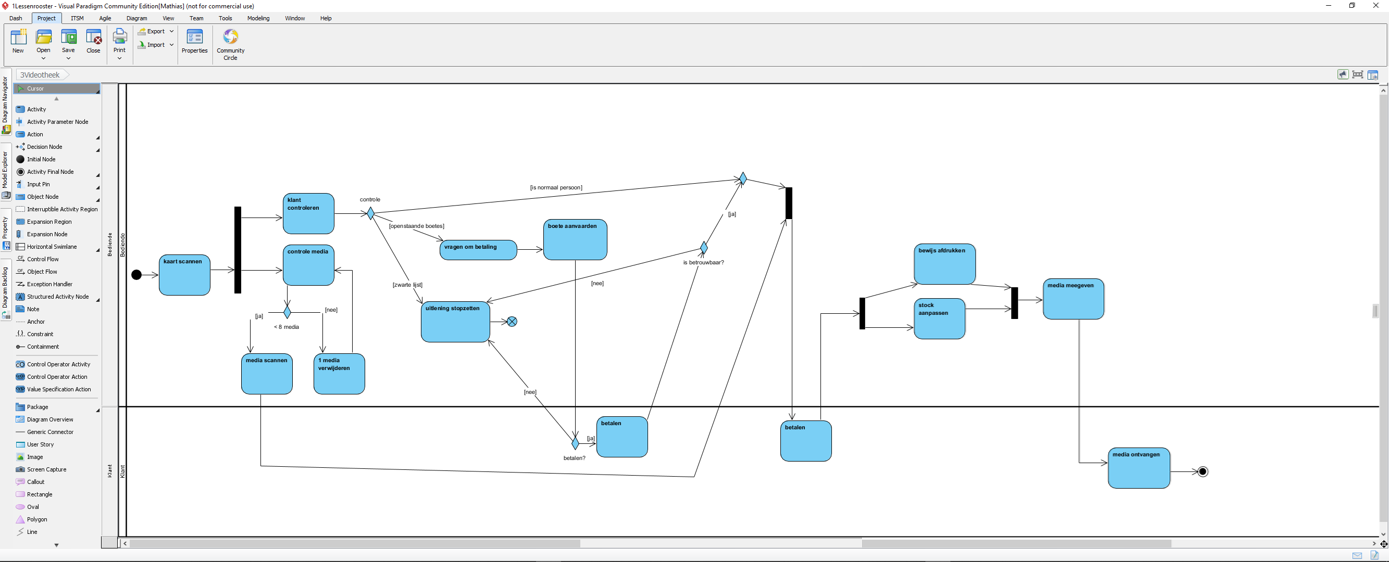 1Lessenrooster - Visual Paradigm Community Edition[Mathias] (not for commercial use)
Dash Project ITSM Agile Diagram View Team Tools Modeling Window Help
New Open Save Close Print Export Import Properties Community Circle
3Videotheek
Diagram Navigator
Model Explorer
Property
Diagram Backlog
Cursor
Activity
Activity Parameter Node
Action
Decision Node
Initial Node
Activity Final Node
Input Pin
Object Node
Interruptible Activity Region
Expansion Region
Expansion Node
Horizontal Swimlane
Control Flow
Object Flow
Exception Handler
Structured Activity Node
Note
Anchor
Constraint
Containment
Control Operator Activity
Control Operator Action
Value Specification Action
Package
Diagram Overview
Generic Connector
User Story
Image
Screen Capture
Callout
Rectangle
Oval
Polygon
Line
Bediende
Bediende
kaart scannen
klant
controleren
controle media
[ja]
[nee]
< 8 media
media scannen
1 media
verwijderen
controle
[is normaal persoon]
[openstaande boetes]
[zwarte lijst]
vragen om betaling
boete aanvaarden
uitlening stopzetten
[ja]
is betrouwbaar?
[nee]
[nee]
bewijs afdrukken
stock
aanpassen
media meegeven
Klant
Klant
[ja]
betalen?
betalen
betalen
media ontvangen